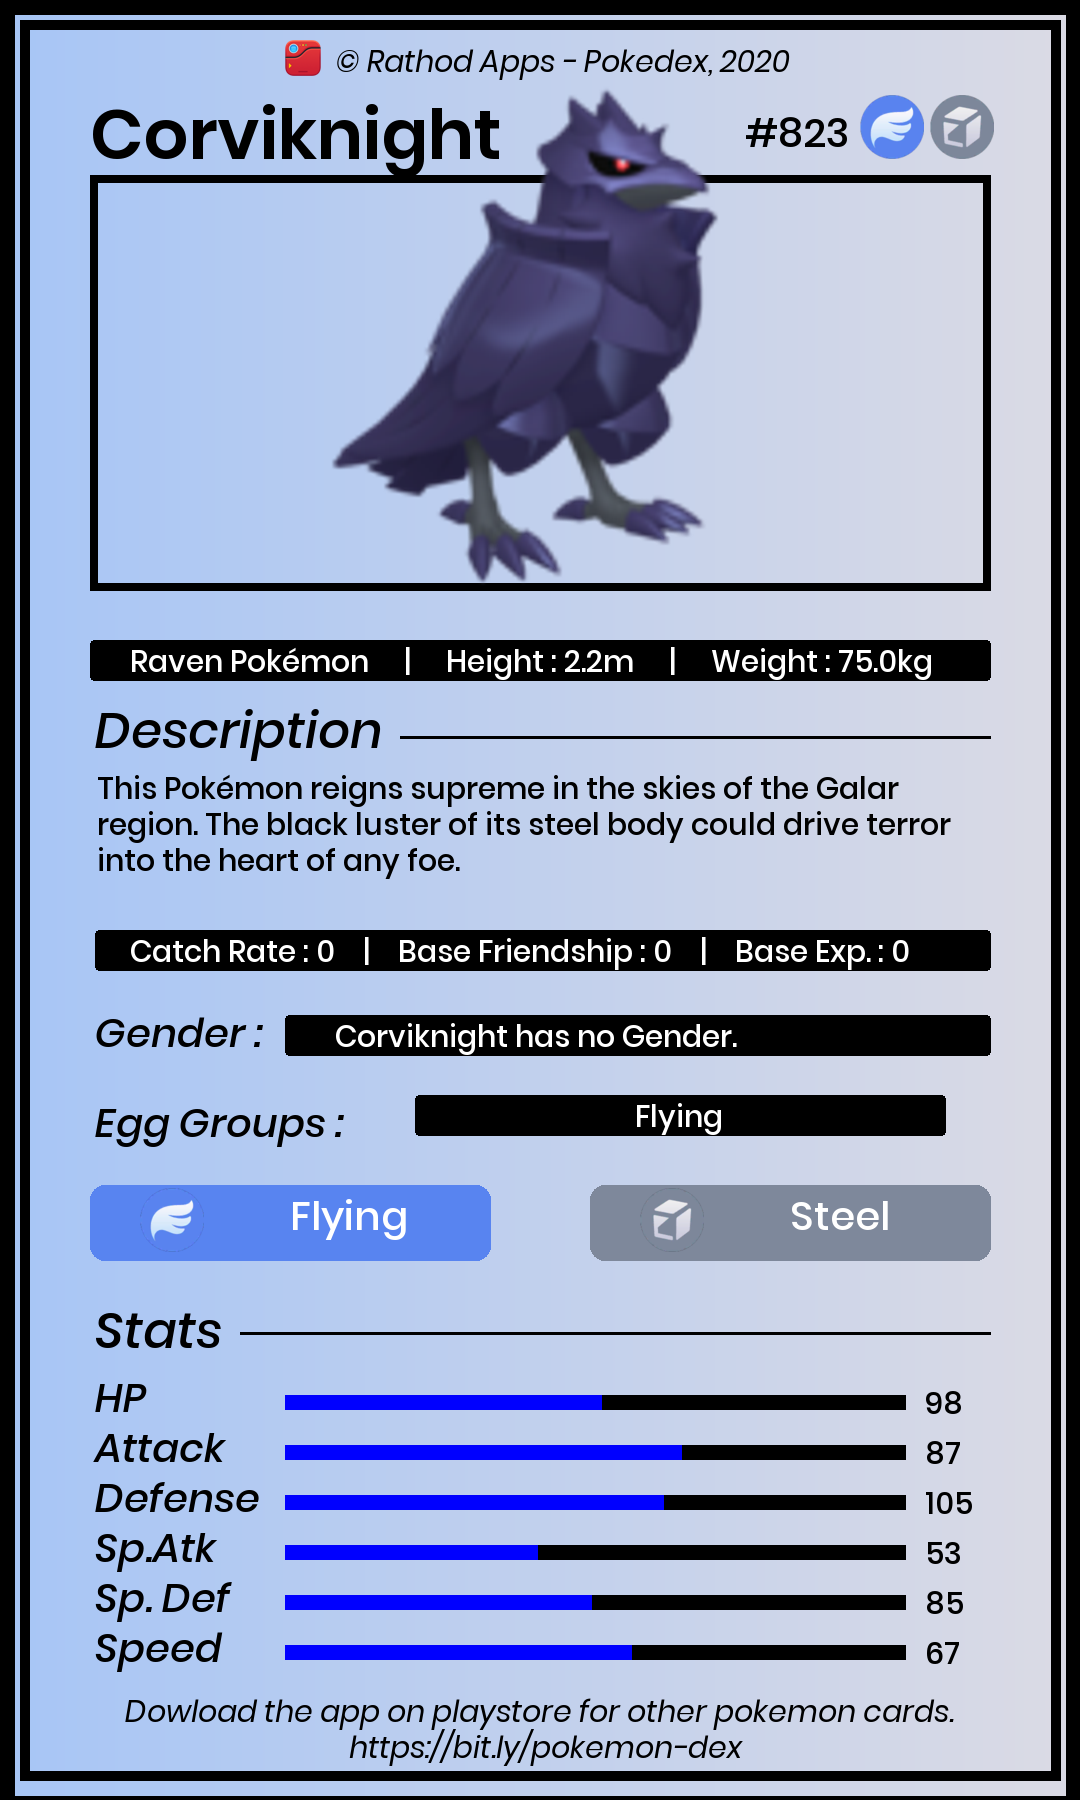 © Rathod Apps - Pokedex, 2020
Corviknight #823
Raven Pokémon | Height : 2.2m | Weight : 75.0kg
Description
This Pokémon reigns supreme in the skies of the Galar
region. The black luster of its steel body could drive terror
into the heart of any foe.
Catch Rate : 0 | Base Friendship : 0 | Base Exp. : 0
Gender : Corviknight has no Gender.
Egg Groups : Flying
Flying Steel
Stats
HP 98
Attack 87
Defense 105
Sp.Atk 53
Sp. Def 85
Speed 67
Dowload the app on playstore for other pokemon cards.
https://bit.ly/pokemon-dex